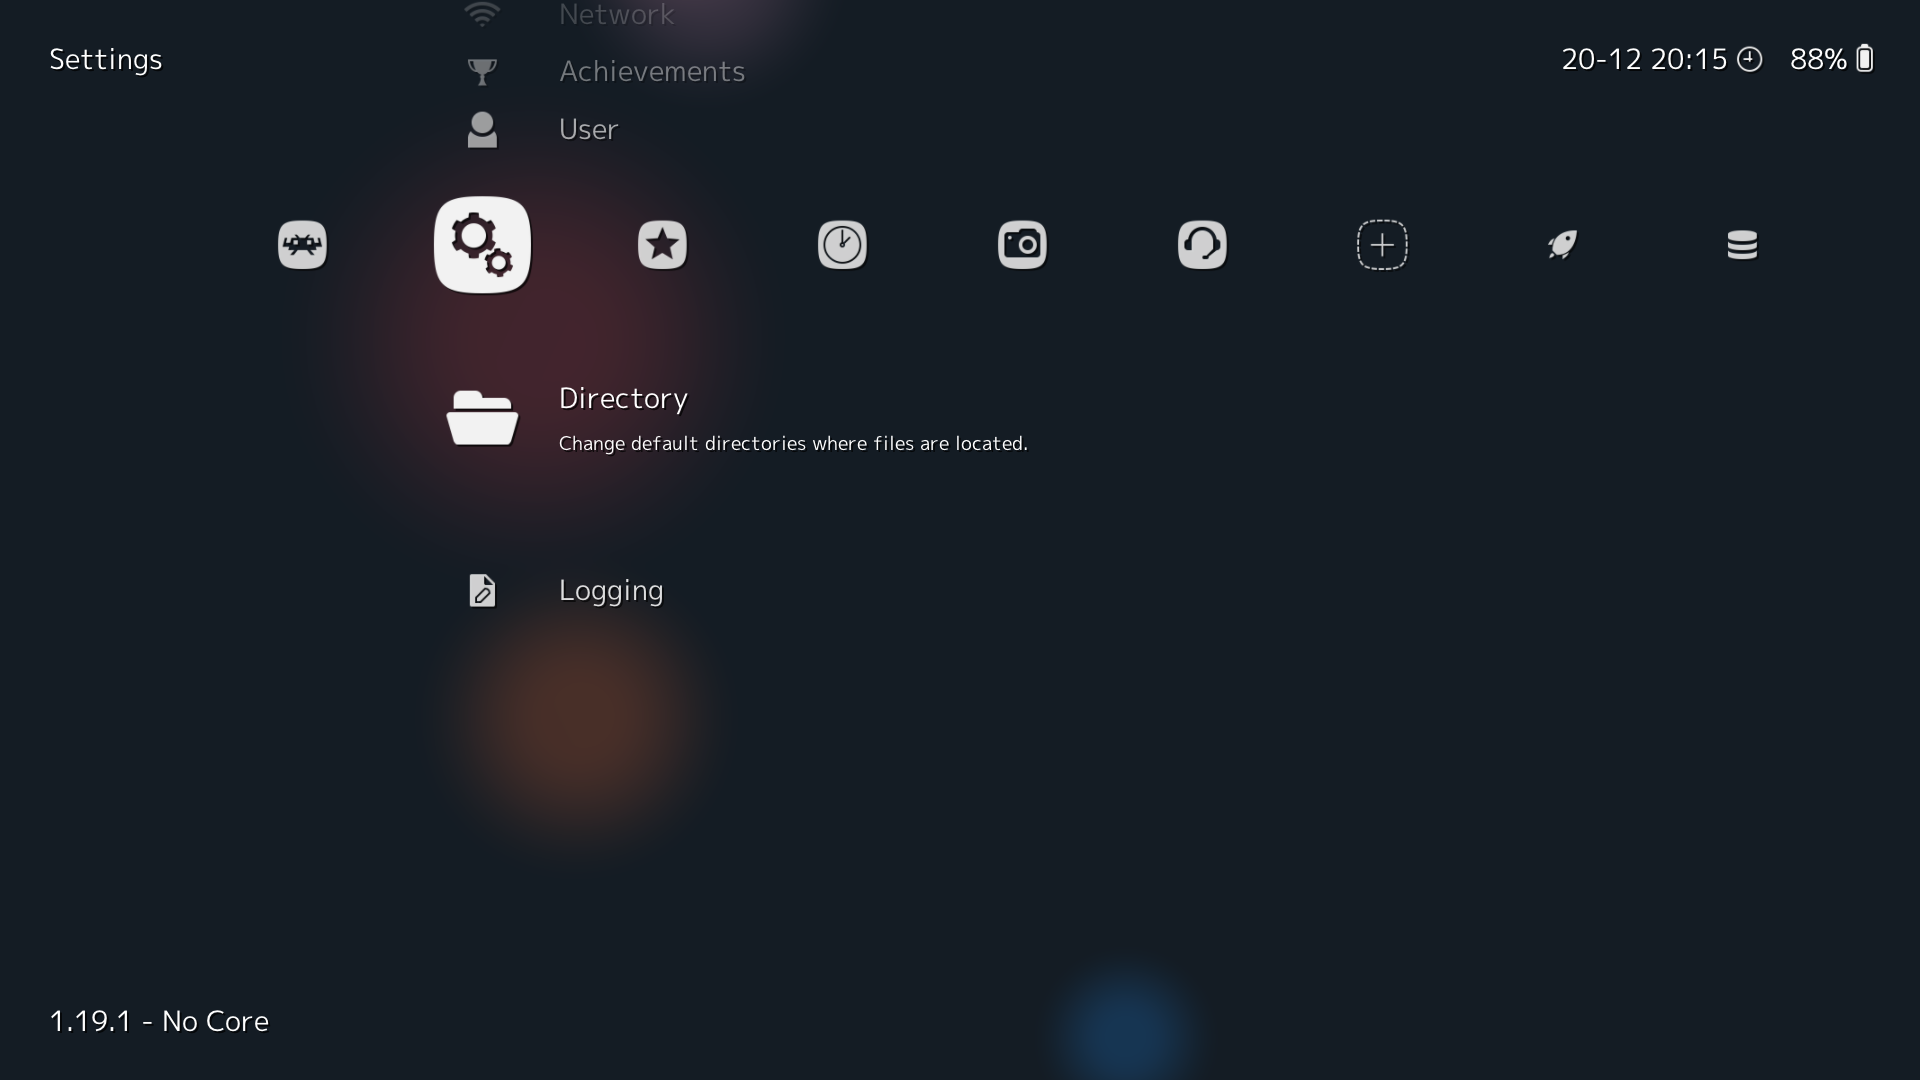 Network
Settings
Achievements
20-12 20:15
88%
User
Directory
Change default directories where files are located.
Logging
1.19.1 - No Core